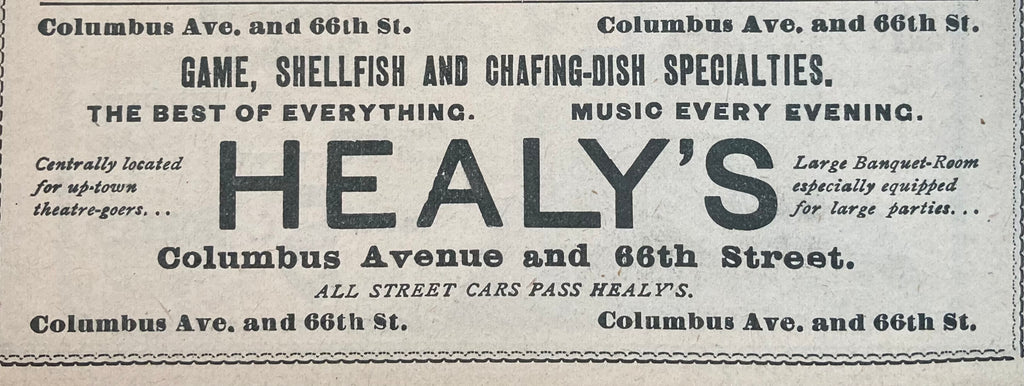 Columbus Ave. and 66th St. Columbus Ave. and 66th St.
GAME, SHELLFISH AND CHAFING-DISH SPECIALTIES.
THE BEST OF EVERYTHING. MUSIC EVERY EVENING.
Centrally located
for up-town
theatre-goers...
HEALY'S
Large Banquet-Room
especially equipped
for large parties...
Columbus Avenue and 66th Street.
ALL STREET CARS PASS HEALY'S.
Columbus Ave. and 66th St. Columbus Ave. and 66th St.